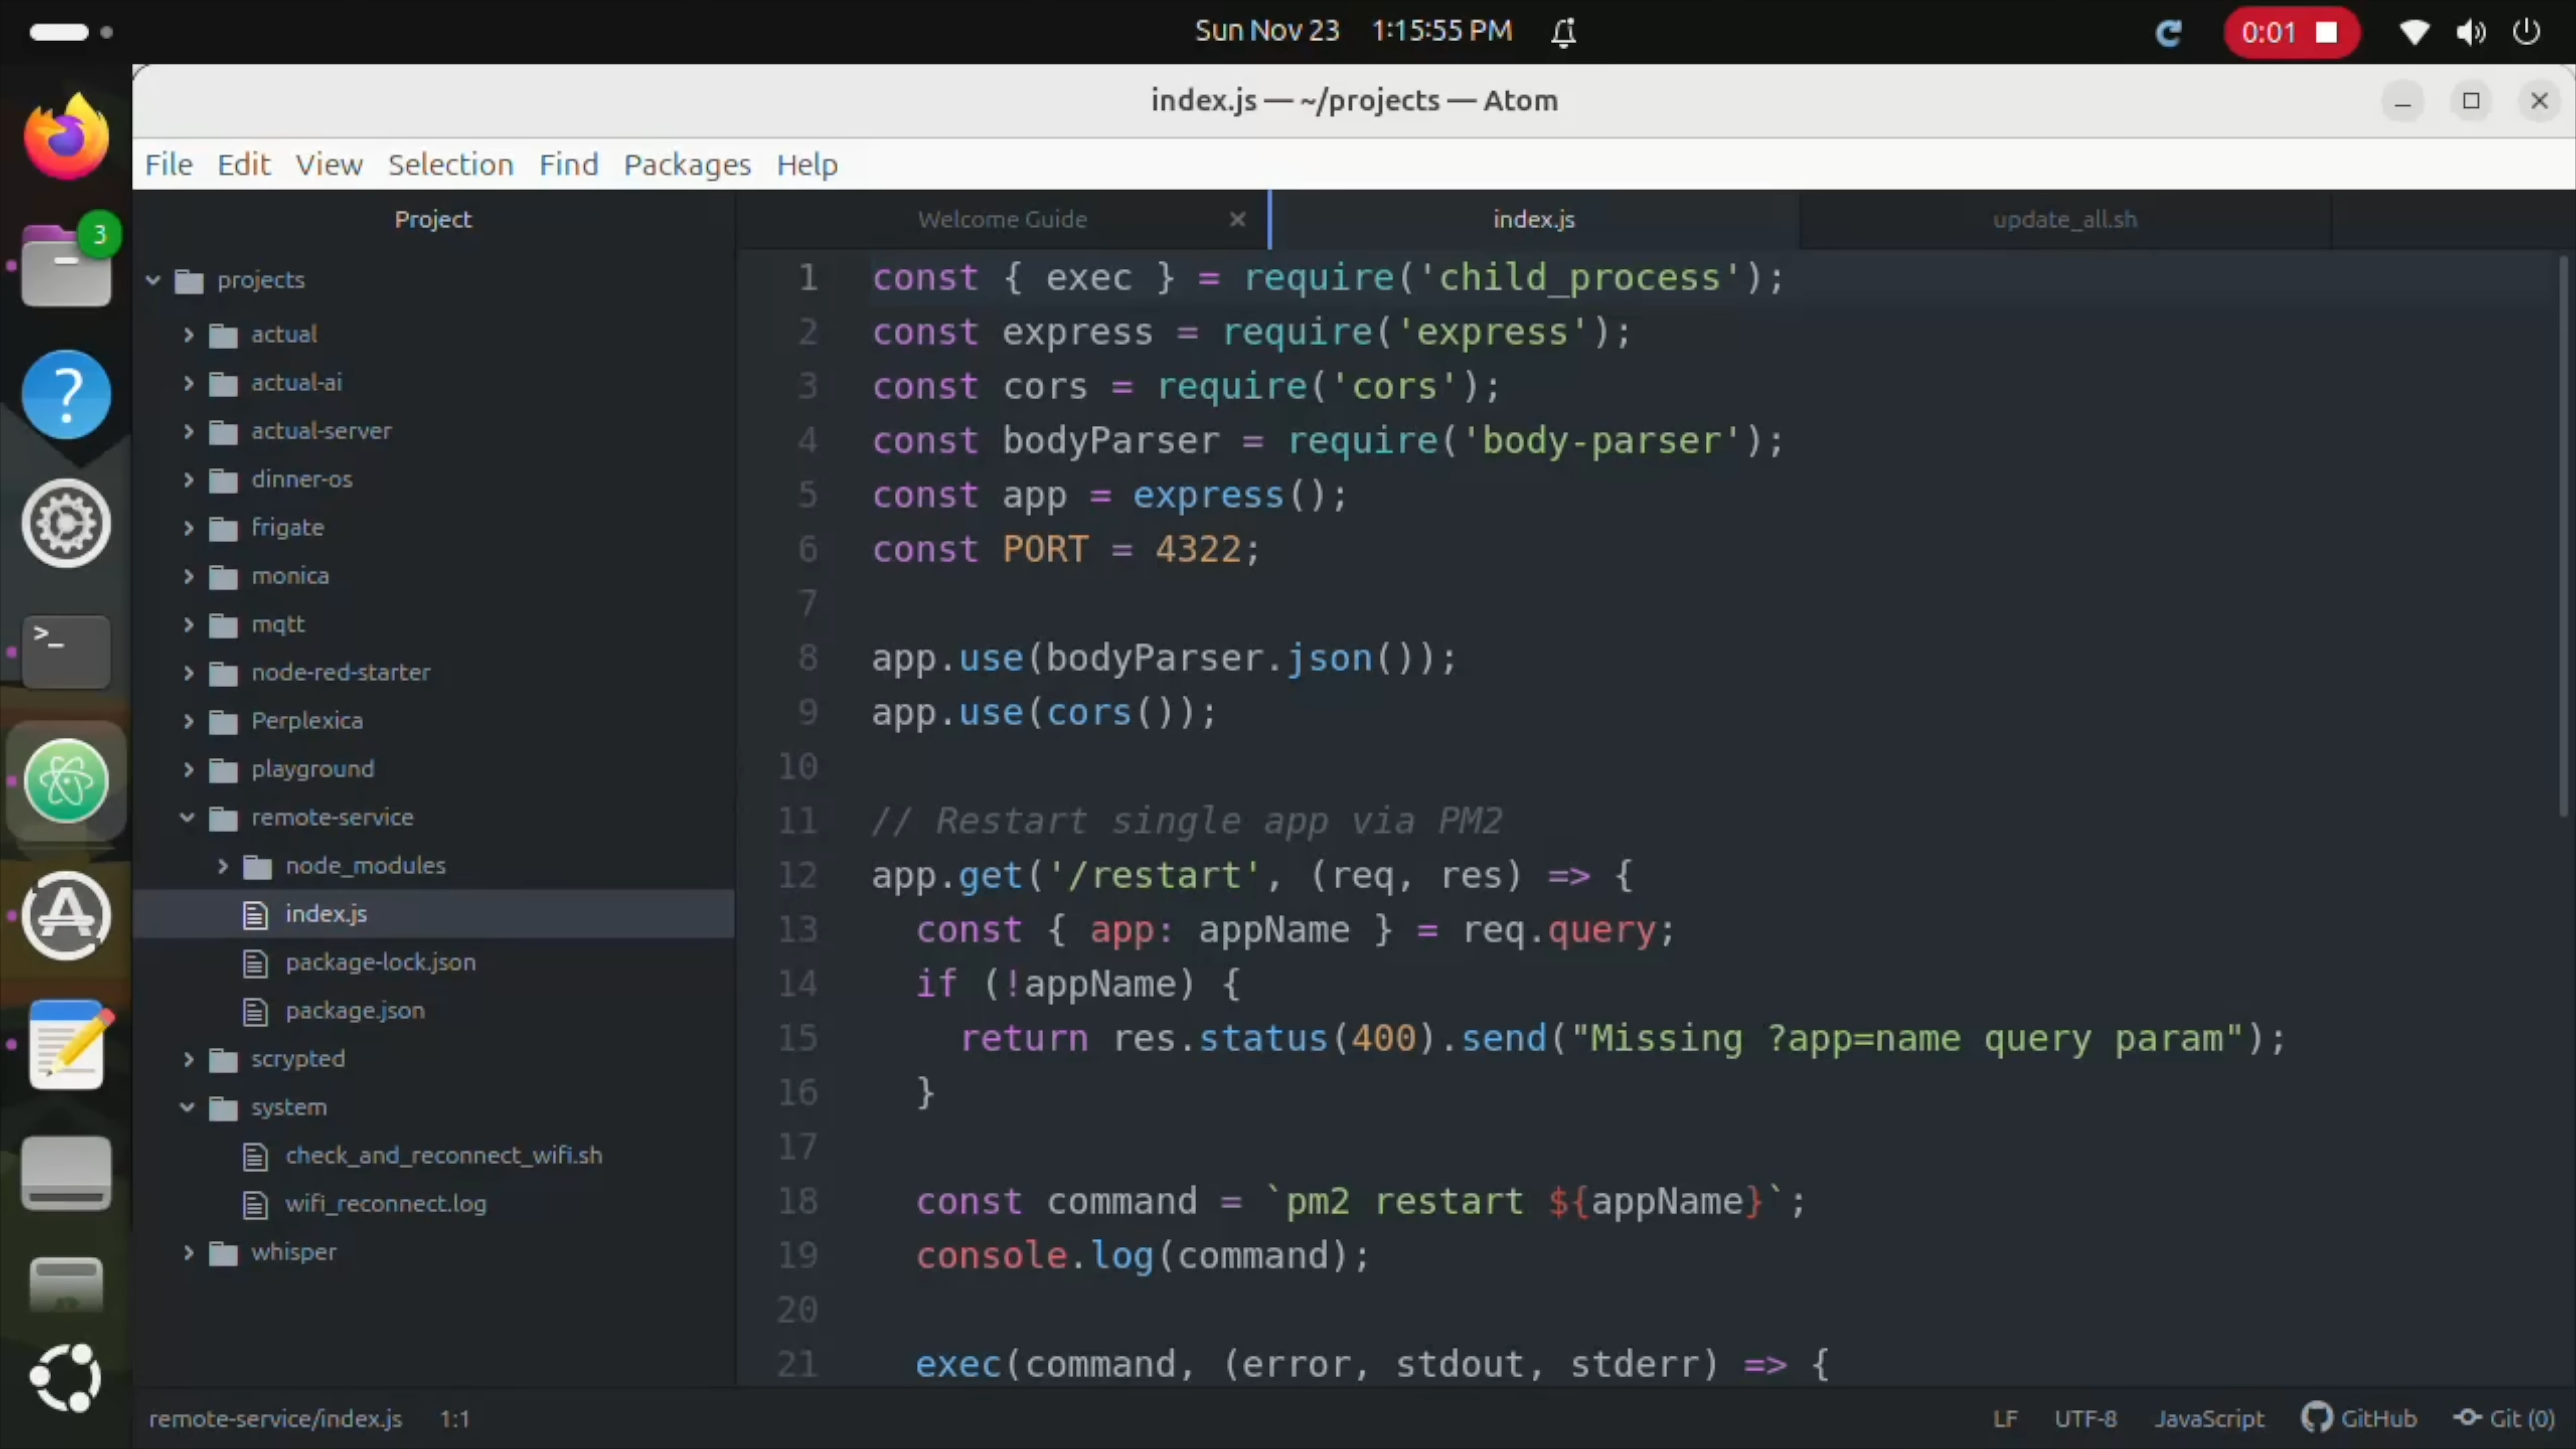 Sun Nov 23 1:15:55 PM
0:01
index.js — ~/projects — Atom
File Edit View Selection Find Packages Help
3
Project
projects
actual
actual-ai
actual-server
dinner-os
frigate
monica
mqtt
node-red-starter
Perplexica
playground
remote-service
node_modules
index.js
package-lock.json
package.json
scrypted
system
check_and_reconnect_wifi.sh
wifi_reconnect.log
whisper
Welcome Guide
index.js
update_all.sh
1 const { exec } = require('child_process');
2 const express = require('express');
3 const cors = require('cors');
4 const bodyParser = require('body-parser');
5 const app = express();
6 const PORT = 4322;
7
8 app.use(bodyParser.json());
9 app.use(cors());
10
11 // Restart single app via PM2
12 app.get('/restart', (req, res) => {
13 const { app: appName } = req.query;
14 if (!appName) {
15 return res.status(400).send("Missing ?app=name query param");
16 }
17
18 const command = `pm2 restart ${appName}`;
19 console.log(command);
20
21 exec(command, (error, stdout, stderr) => {
remote-service/index.js 1:1
LF UTF-8 JavaScript GitHub Git (0)